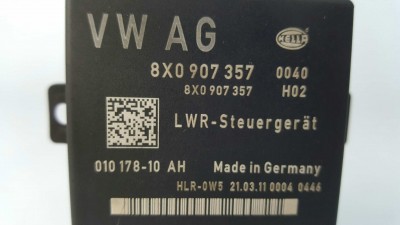 VW AG
HELLA
8X0 907 357 0040
8X0 907 357 H02
LWR-Steuergerät
010 178-10 AH Made in Germany
HLR-0W5 21.03.11 0004 0446